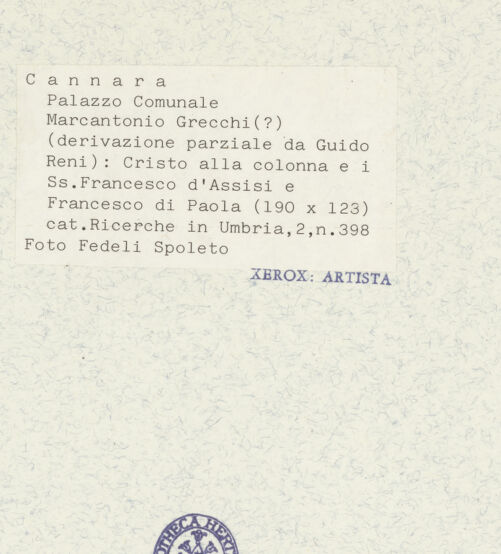 Cannara
Palazzo Comunale
Marcantonio Grecchi(?)
(derivazione parziale da Guido
Reni): Cristo alla colonna e i
Ss.Francesco d'Assisi e
Francesco di Paola (190 x 123)
cat.Ricerche in Umbria,2,n.398
Foto Fedeli Spoleto
XEROX: ARTISTA